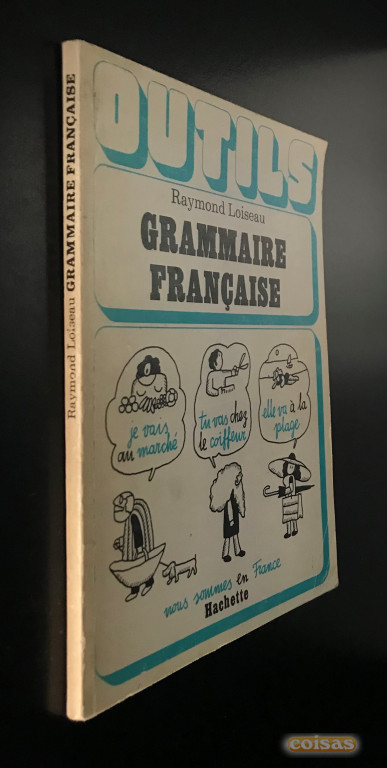 OUTILS
Raymond Loiseau
GRAMMAIRE
FRANÇAISE
je vais
au marché
tu vas chez
le coiffeur
elle va à la
plage
nous sommes en France
Hachette
Raymond Loiseau GRAMMAIRE FRANÇAISE
coisas